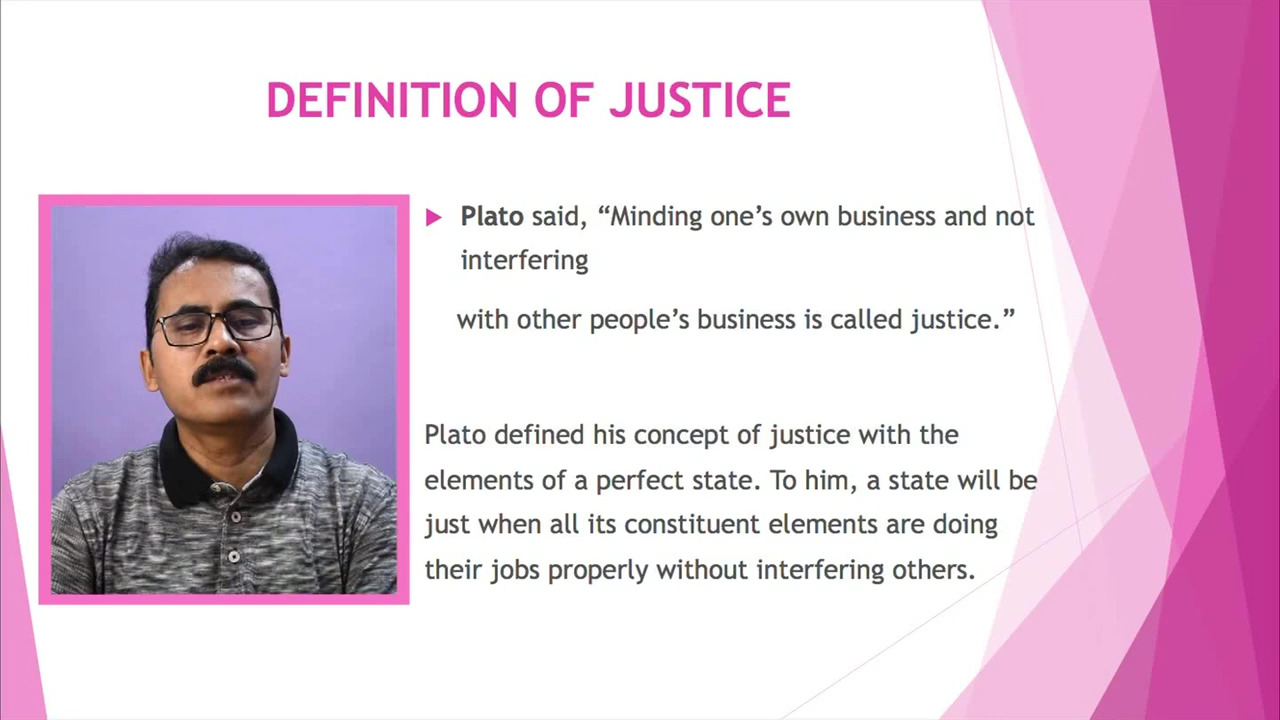 DEFINITION OF JUSTICE
Plato said, “Minding one’s own business and not
interfering
with other people’s business is called justice.”
Plato defined his concept of justice with the
elements of a perfect state. To him, a state will be
just when all its constituent elements are doing
their jobs properly without interfering others.